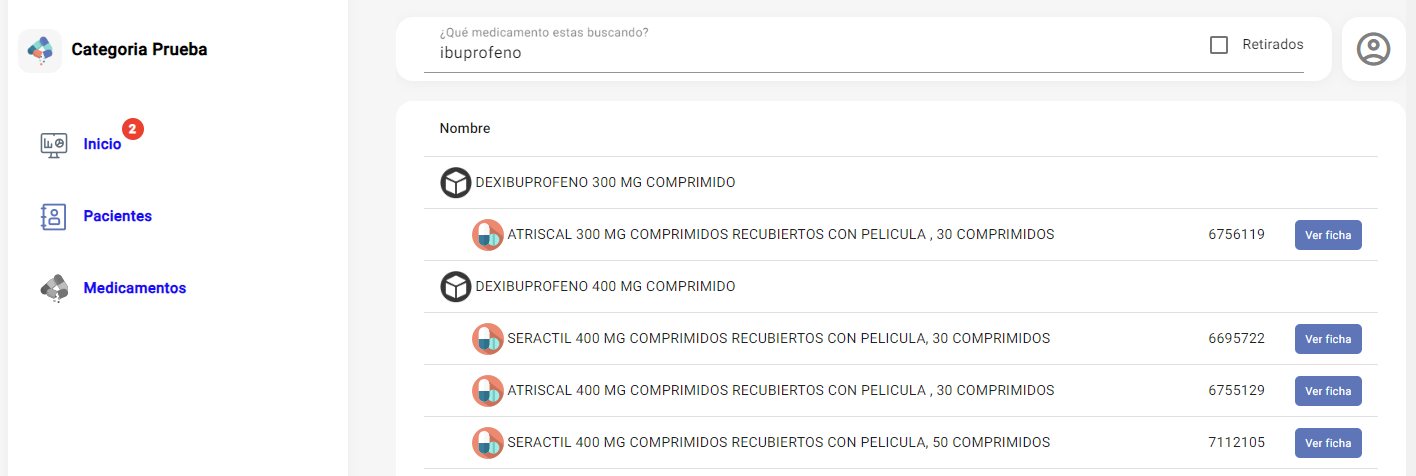 Categoria Prueba
Inicio 2
Pacientes
Medicamentos
¿Qué medicamento estas buscando?
ibuprofeno
Retirados
Nombre
DEXIBUPROFENO 300 MG COMPRIMIDO
ATRISCAL 300 MG COMPRIMIDOS RECUBIERTOS CON PELICULA , 30 COMPRIMIDOS 6756119 Ver ficha
DEXIBUPROFENO 400 MG COMPRIMIDO
SERACTIL 400 MG COMPRIMIDOS RECUBIERTOS CON PELICULA, 30 COMPRIMIDOS 6695722 Ver ficha
ATRISCAL 400 MG COMPRIMIDOS RECUBIERTOS CON PELICULA , 30 COMPRIMIDOS 6755129 Ver ficha
SERACTIL 400 MG COMPRIMIDOS RECUBIERTOS CON PELICULA, 50 COMPRIMIDOS 7112105 Ver ficha